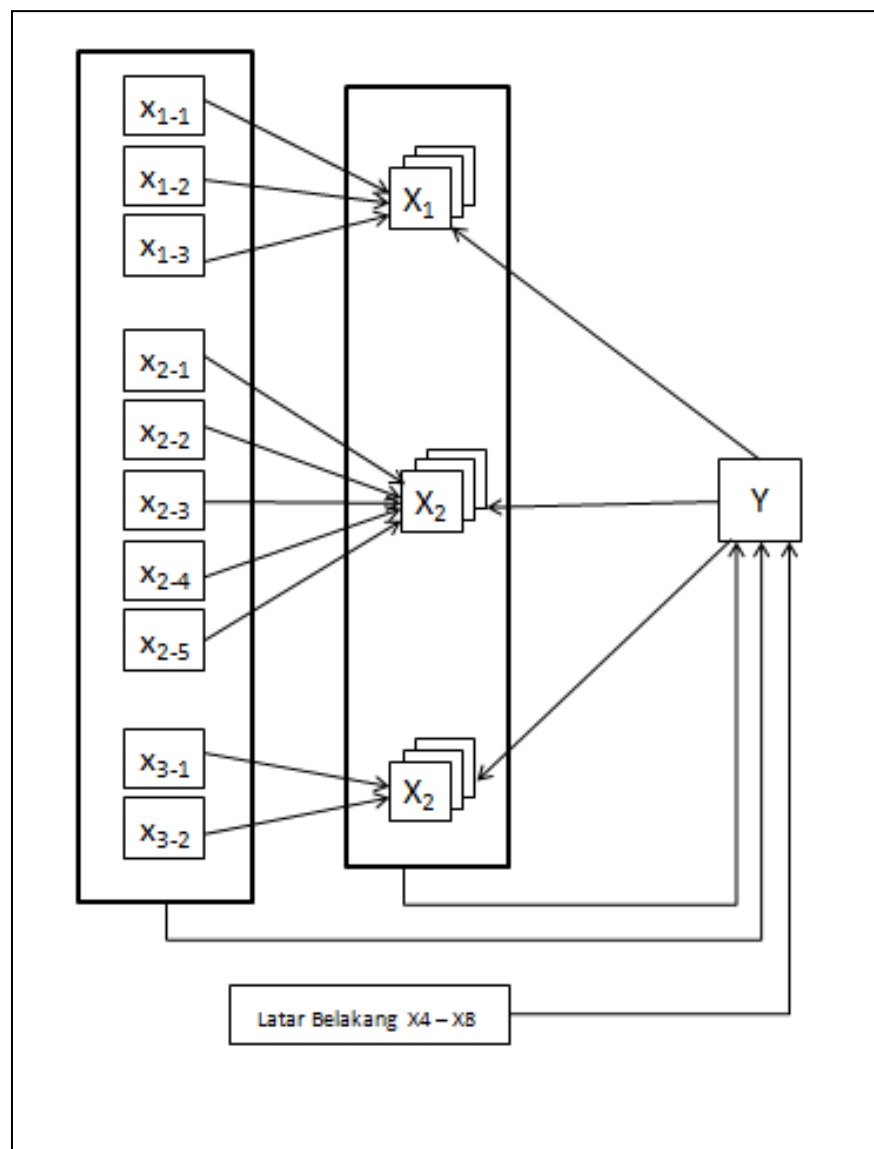 x1-1
x1-2
x1-3
x2-1
x2-2
x2-3
x2-4
x2-5
x3-1
x3-2
X1
X2
X2
Y
Latar Belakang X4 – X8